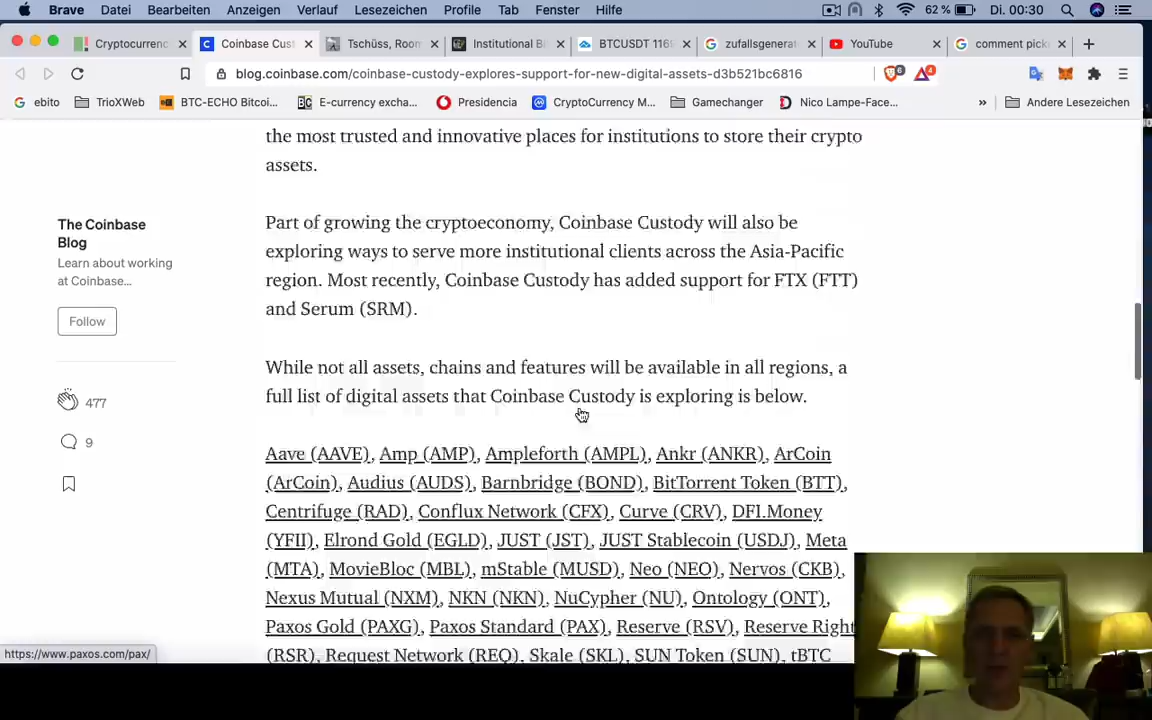 Brave Datei Bearbeiten Anzeigen Verlauf Lesezeichen Profile Tab Fenster Hilfe 62 % Di. 00:30
Cryptocurrenc × Coinbase Cus × Tschüss, Room × Institutional Bi × BTCUSDT 116 × zufallsgenerat × YouTube × comment pick × +
blog.coinbase.com/coinbase-custody-explores-support-for-new-digital-assets-d3b521bc6816 6 4
ebito TrioXWeb BTC-ECHO Bitcoi... E-currency excha... Presidencia CryptoCurrency M... Gamechanger Nico Lampe-Face... » Andere Lesezeichen
the most trusted and innovative places for institutions to store their crypto
assets.
The Coinbase
Blog
Learn about working
at Coinbase...
Follow
477
9
Part of growing the cryptoeconomy, Coinbase Custody will also be
exploring ways to serve more institutional clients across the Asia-Pacific
region. Most recently, Coinbase Custody has added support for FTX (FTT)
and Serum (SRM).
While not all assets, chains and features will be available in all regions, a
full list of digital assets that Coinbase Custody is exploring is below.
Aave (AAVE), Amp (AMP), Ampleforth (AMPL), Ankr (ANKR), ArCoin
(ArCoin), Audius (AUDS), Barnbridge (BOND), BitTorrent Token (BTT),
Centrifuge (RAD), Conflux Network (CFX), Curve (CRV), DFI.Money
(YFII), Elrond Gold (EGLD), JUST (JST), JUST Stablecoin (USDJ), Meta
(MTA), MovieBloc (MBL), mStable (MUSD), Neo (NEO), Nervos (CKB),
Nexus Mutual (NXM), NKN (NKN), NuCypher (NU), Ontology (ONT),
Paxos Gold (PAXG), Paxos Standard (PAX), Reserve (RSV), Reserve Right
(RSR), Request Network (REQ), Skale (SKL), SUN Token (SUN), tBTC
https://www.paxos.com/pax/